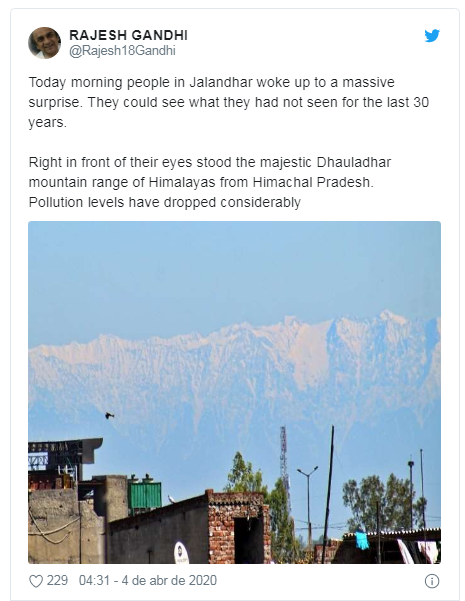 RAJESH GANDHI
@Rajesh18Gandhi
Today morning people in Jalandhar woke up to a massive
surprise. They could see what they had not seen for the last 30
years.
Right in front of their eyes stood the majestic Dhauladhar
mountain range of Himalayas from Himachal Pradesh.
Pollution levels have dropped considerably
229 04:31 - 4 de abr de 2020